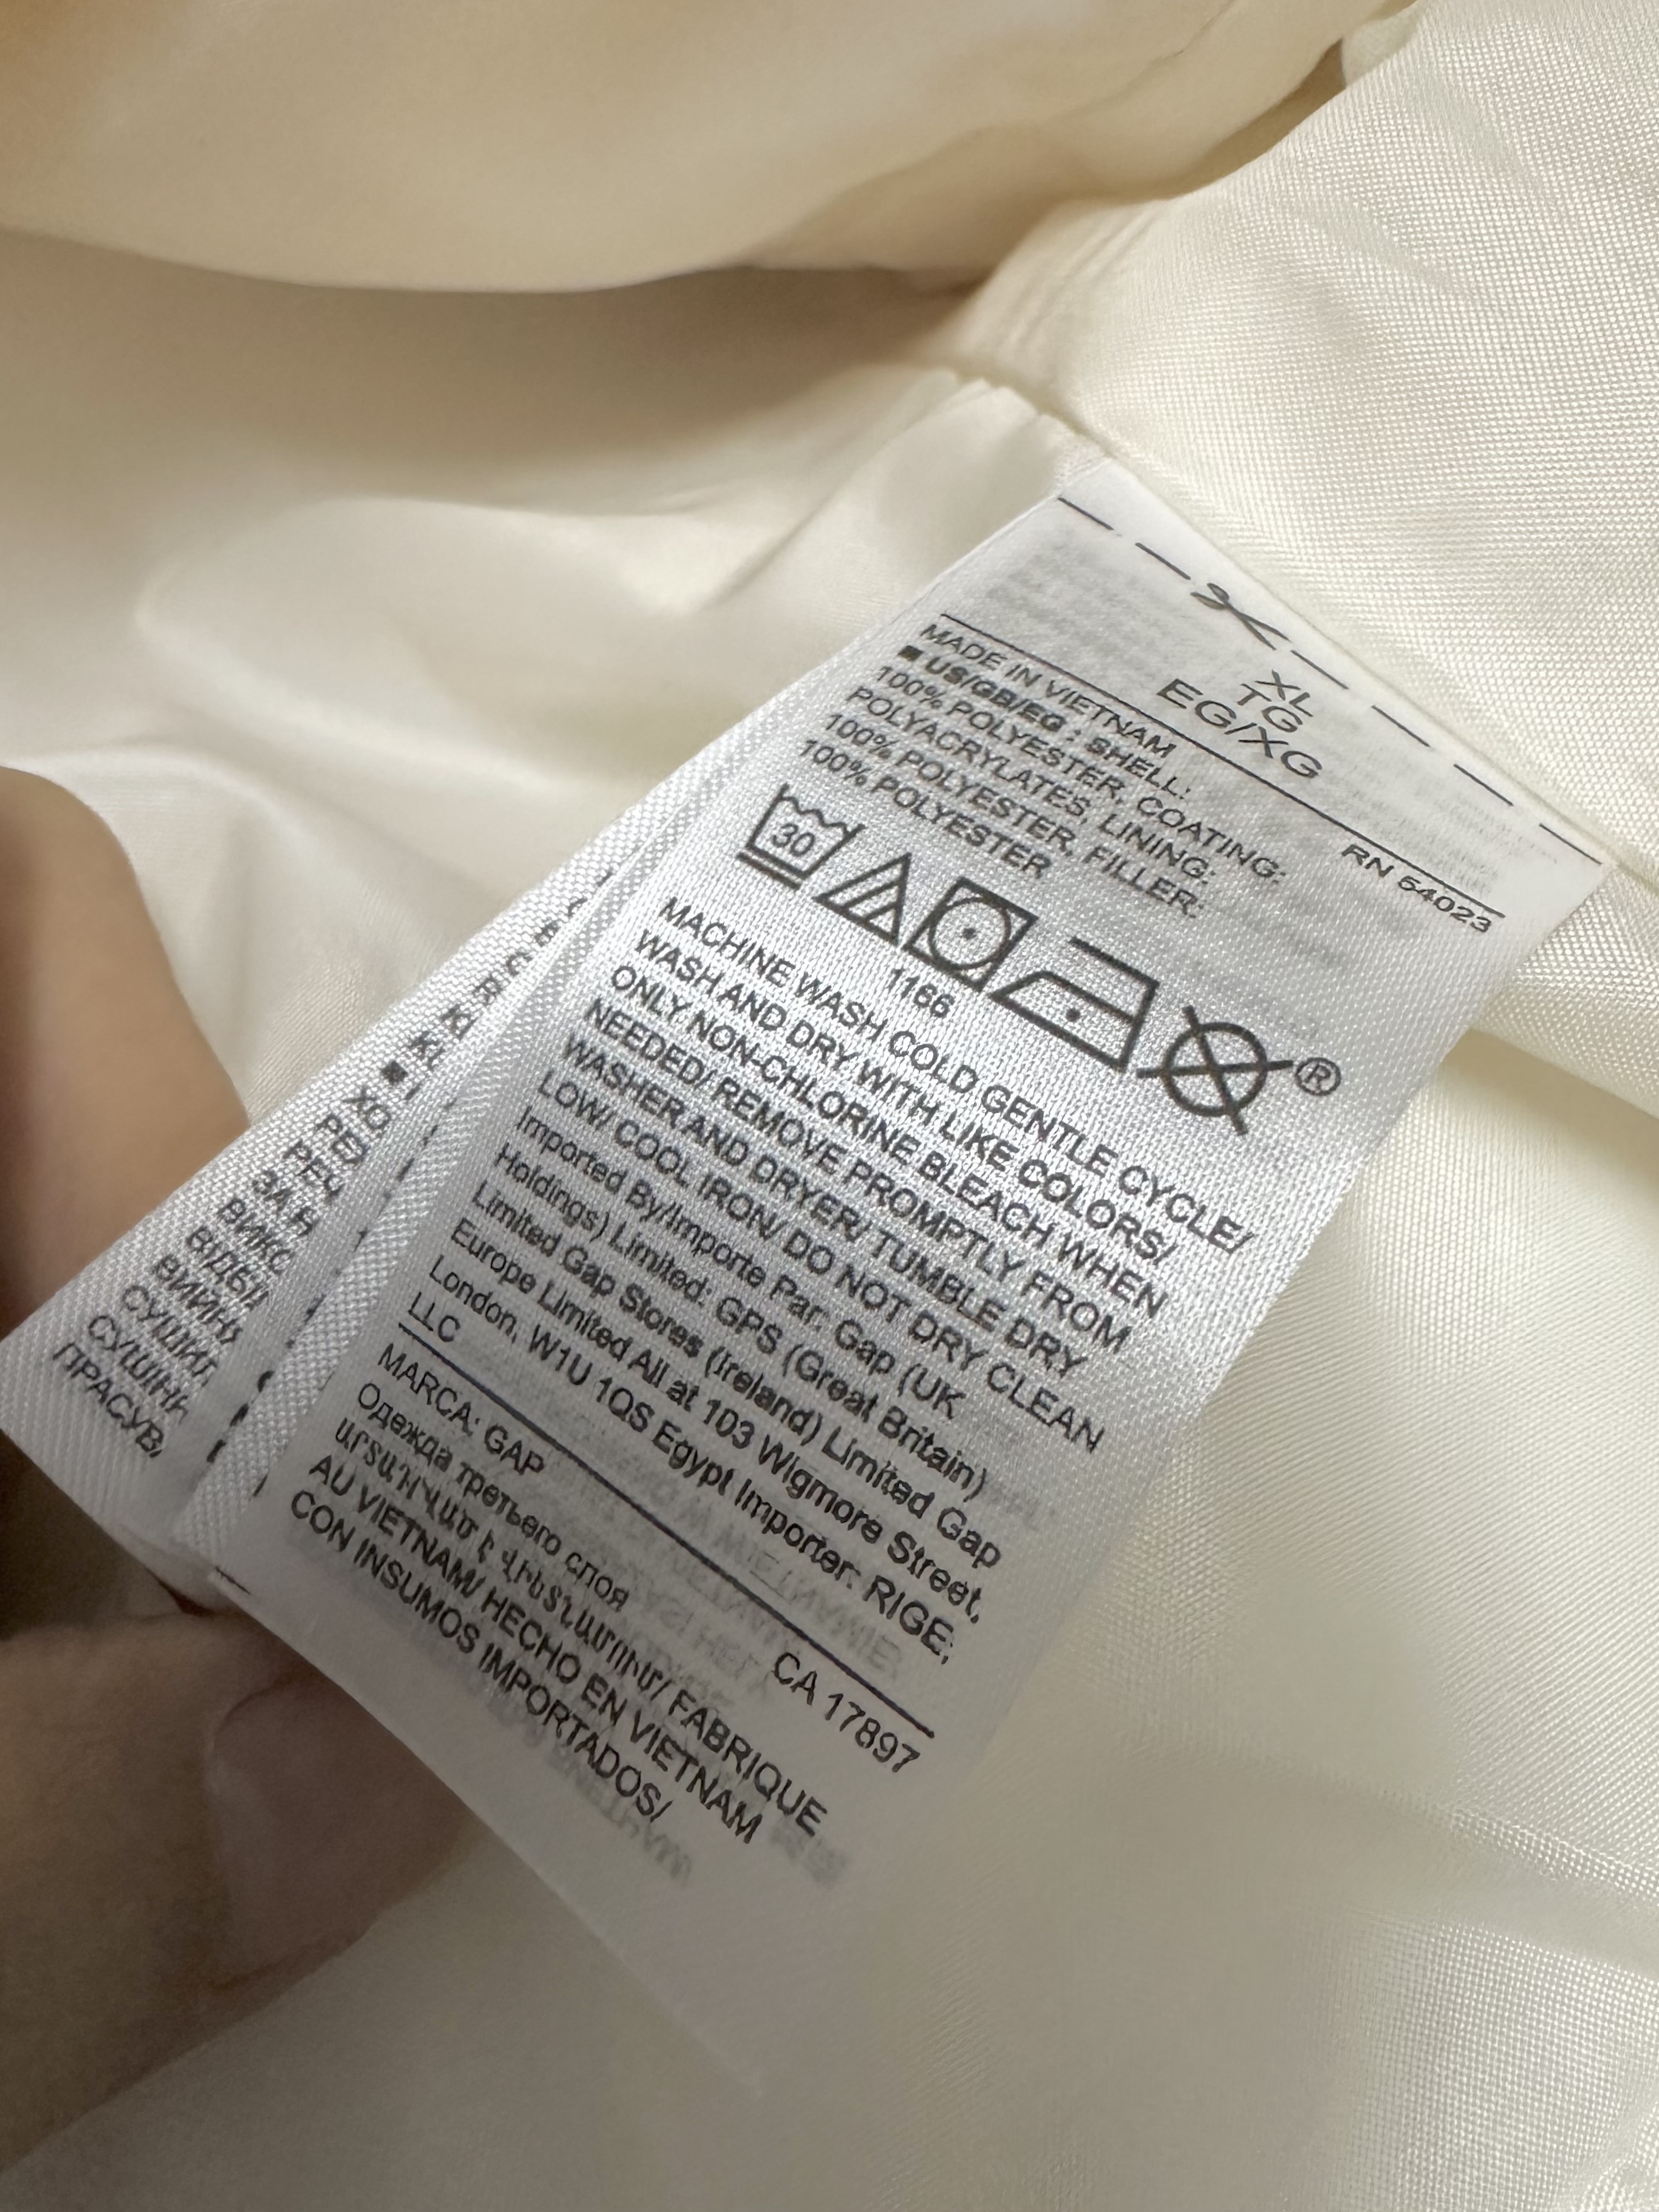 XL
TG
EG/XG
RN 54023
MADE IN VIETNAM
■ US/GB/EG : SHELL:
100% POLYESTER, COATING:
POLYACRYLATES, LINING:
100% POLYESTER, FILLER:
100% POLYESTER
30
®
1166
MACHINE WASH COLD GENTLE CYCLE/
WASH AND DRY WITH LIKE COLORS/
ONLY NON-CHLORINE BLEACH WHEN
NEEDED/ REMOVE PROMPTLY FROM
WASHER AND DRYER/ TUMBLE DRY
LOW/ COOL IRON/ DO NOT DRY CLEAN
Imported By/Importe Par: Gap (UK
Holdings) Limited: GPS (Great Britain)
Limited Gap Stores (Ireland) Limited Gap
Europe Limited All at 103 Wigmore Street,
London, W1U 1QS Egypt Importer: RIGE,
LLC
CA 17897
MARCA: GAP
Одежда третьего слоя
ԱՐՏԱԴՐՎԱԾ Է ՎԻԵՏՆԱՄՈՒՄ/ FABRIQUE
AU VIETNAM/ HECHO EN VIETNAM
CON INSUMOS IMPORTADOS/